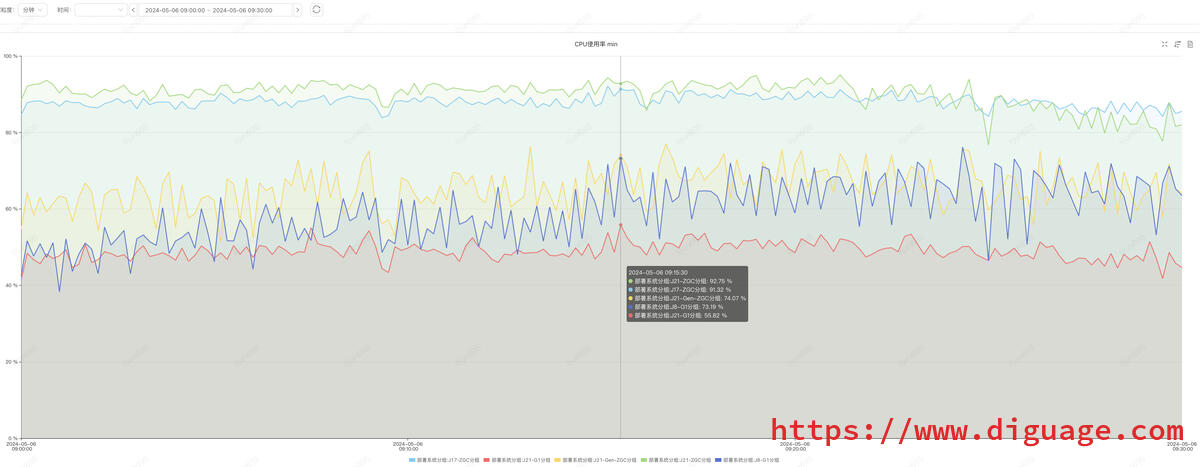 粒度: 分钟 时间: 2024-05-06 09:00:00 ~ 2024-05-06 09:30:00
CPU使用率 min
100 %
80 %
60 %
40 %
20 %
0 %
2024-05-06 15:30
2024-05-06 09:15:30
部署系统分组:J21-ZGC分组: 92.75 %
部署系统分组:J17-ZGC分组: 91.32 %
部署系统分组:J21-Gen-ZGC分组: 74.07 %
部署系统分组:J8-G1分组: 73.19 %
部署系统分组:J21-G1分组: 55.82 %
https://www.diguage.com
2024-05-06
09:00:00
2024-05-06
09:10:00
2024-05-06
09:20:00
2024-05-06
09:30:00
部署系统分组:J17-ZGC分组 部署系统分组:J21-G1分组 部署系统分组:J21-Gen-ZGC分组 部署系统分组:J21-ZGC分组 部署系统分组:J8-G1分组